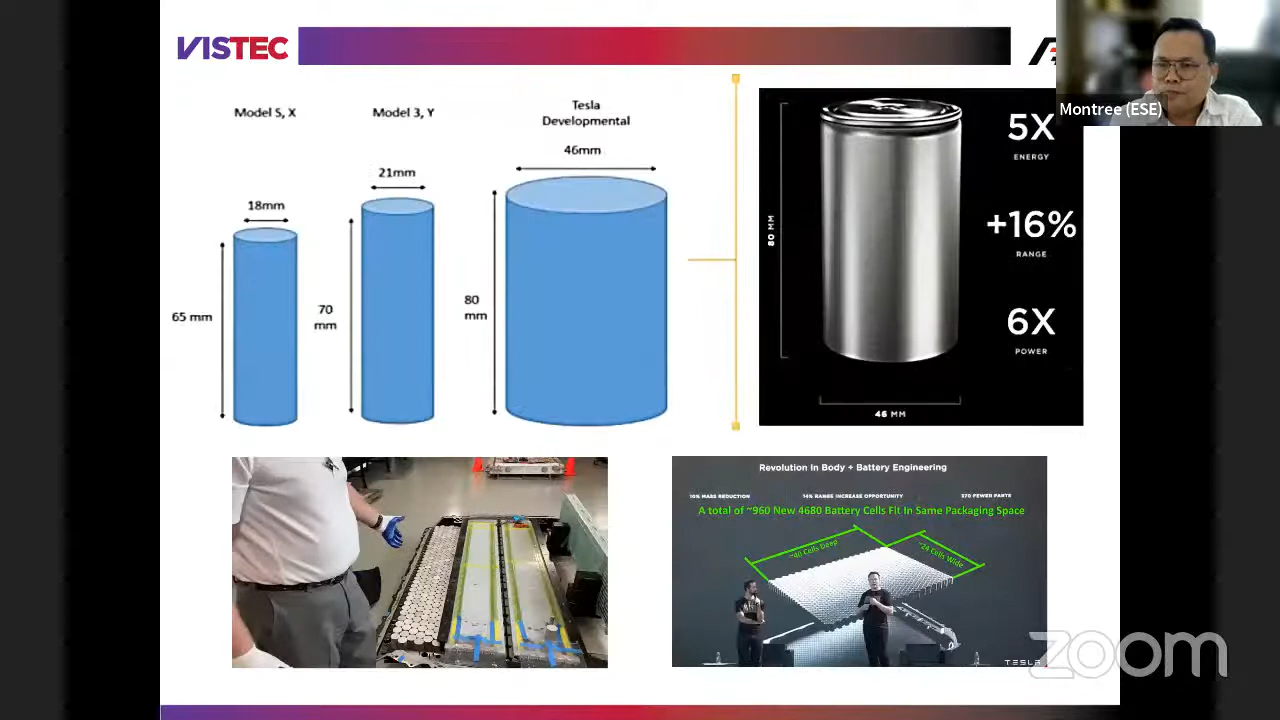 VISTEC
Montree (ESE)
Model S, X
Model 3, Y
Tesla
Developmental
46mm
21mm
18mm
65 mm
70
mm
80
mm
80 MM
46 MM
5X
ENERGY
+16%
RANGE
6X
POWER
Revolution In Body + Battery Engineering
10% MASS REDUCTION
14% RANGE INCREASE OPPORTUNITY
370 FEWER PARTS
A total of ~960 New 4680 Battery Cells Fit In Same Packaging Space
~40 Cells Deep
~24 Cells Wide
TESLA
zoom